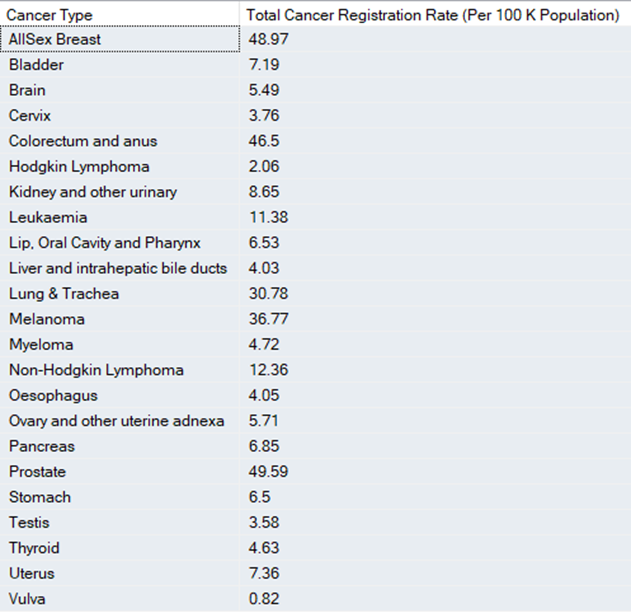 Cancer Type Total Cancer Registration Rate (Per 100 K Population)
AllSex Breast 48.97
Bladder 7.19
Brain 5.49
Cervix 3.76
Colorectum and anus 46.5
Hodgkin Lymphoma 2.06
Kidney and other urinary 8.65
Leukaemia 11.38
Lip, Oral Cavity and Pharynx 6.53
Liver and intrahepatic bile ducts 4.03
Lung & Trachea 30.78
Melanoma 36.77
Myeloma 4.72
Non-Hodgkin Lymphoma 12.36
Oesophagus 4.05
Ovary and other uterine adnexa 5.71
Pancreas 6.85
Prostate 49.59
Stomach 6.5
Testis 3.58
Thyroid 4.63
Uterus 7.36
Vulva 0.82